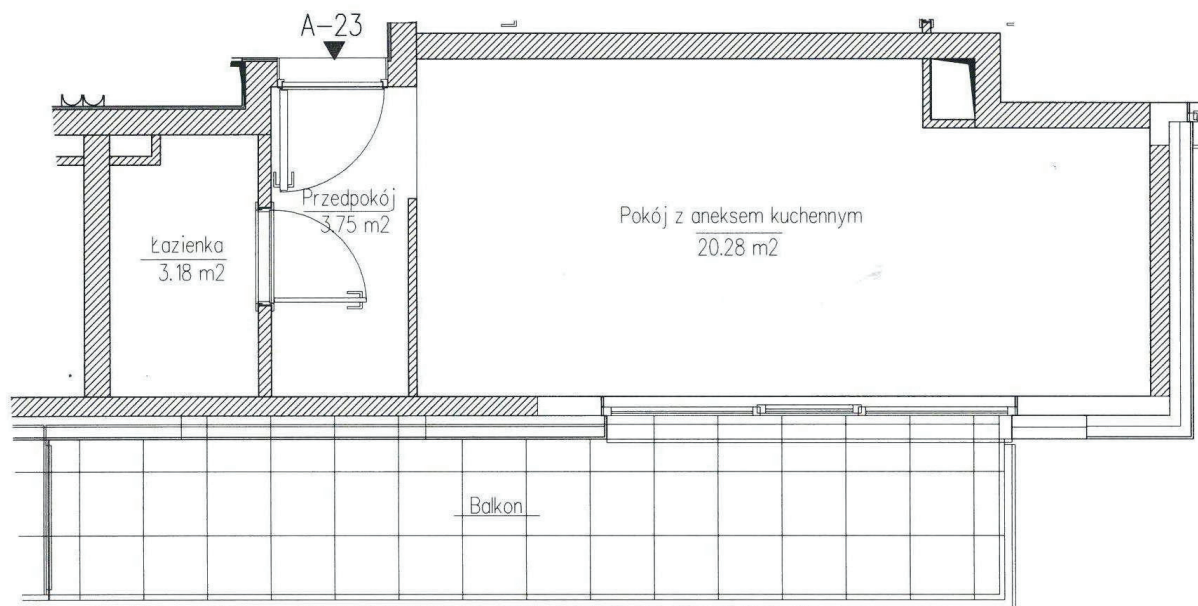 A-23
Przedpokój
3.75 m2
Łazienka
3.18 m2
Pokój z aneksem kuchennym
20.28 m2
Balkon